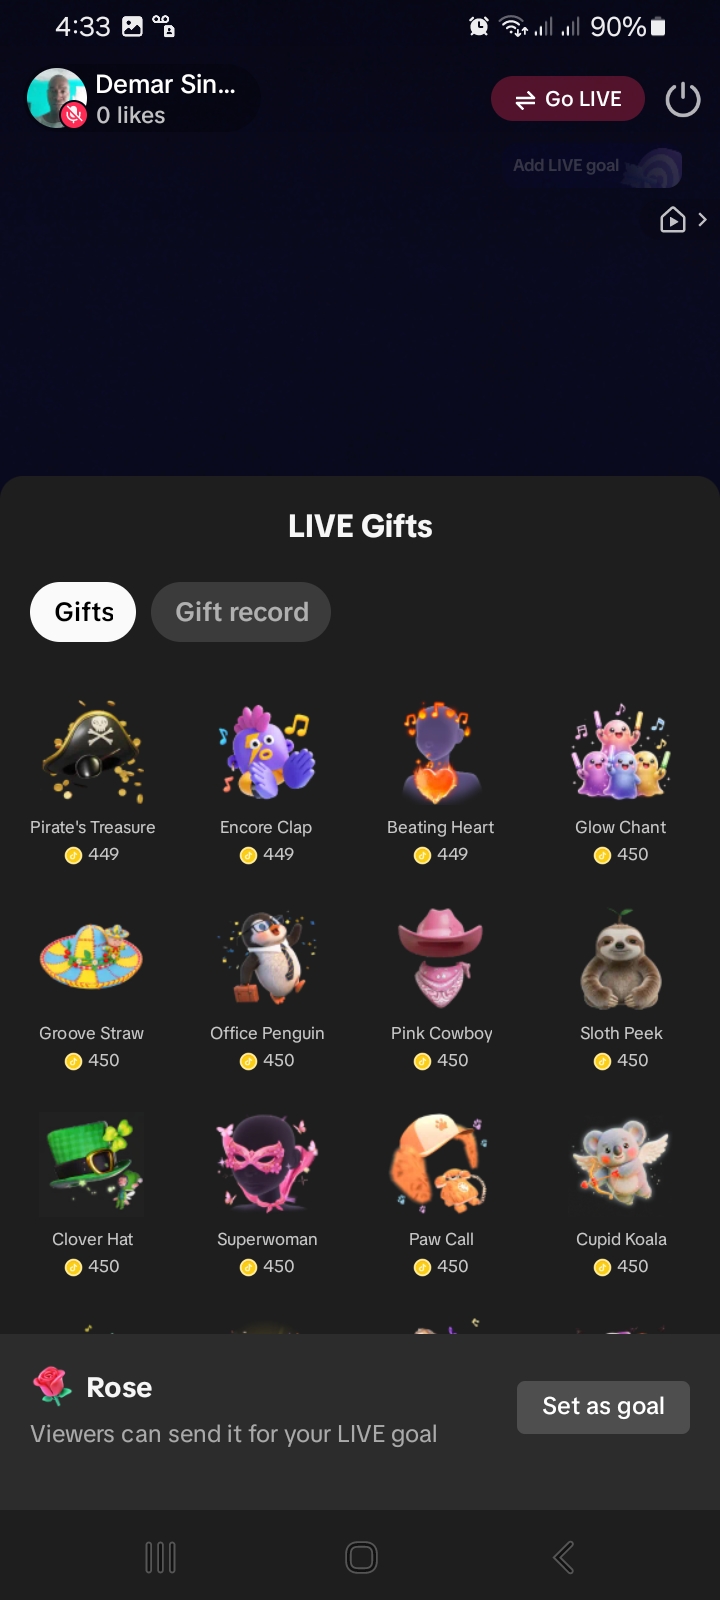 4:33
90%
Demar Sin...
0 likes
Go LIVE
Add LIVE goal
LIVE Gifts
Gifts
Gift record
Pirate's Treasure
Encore Clap
Beating Heart
Glow Chant
449
449
449
450
Groove Straw
Office Penguin
Pink Cowboy
Sloth Peek
450
450
450
450
Clover Hat
Superwoman
Paw Call
Cupid Koala
450
450
450
450
Rose
Set as goal
Viewers can send it for your LIVE goal